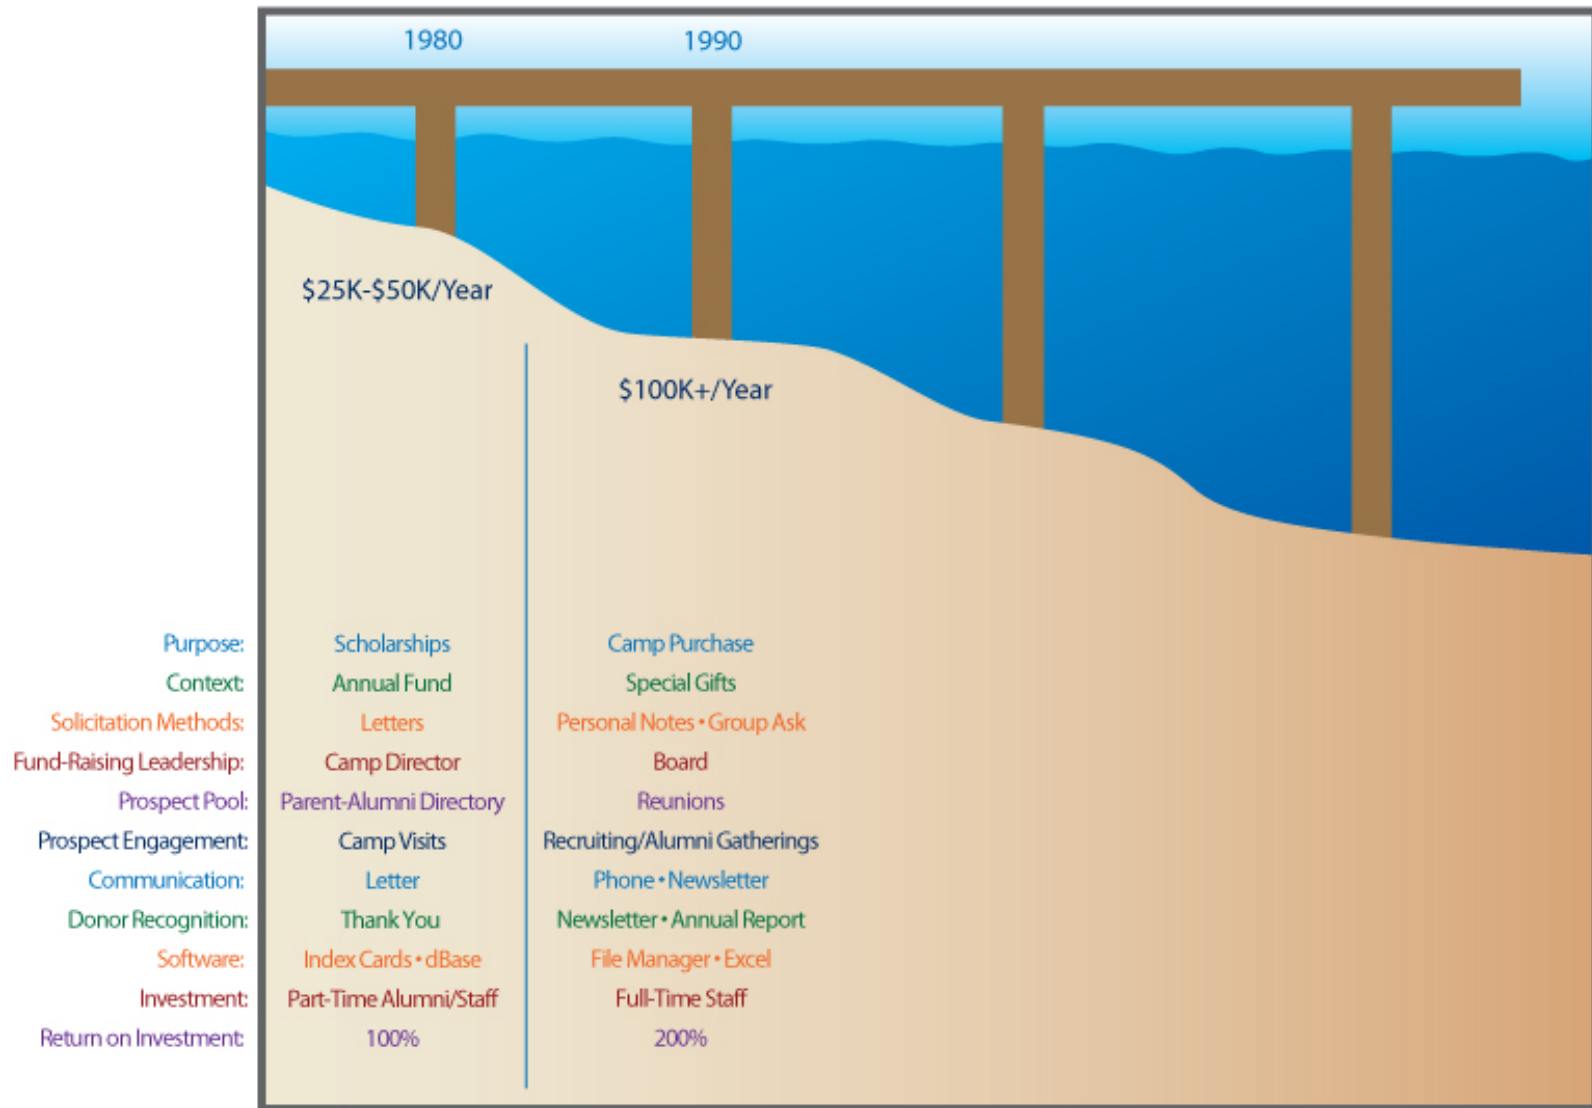 1980 1990
$25K-$50K/Year
$100K+/Year
Purpose: Scholarships Camp Purchase
Context: Annual Fund Special Gifts
Solicitation Methods: Letters Personal Notes • Group Ask
Fund-Raising Leadership: Camp Director Board
Prospect Pool: Parent-Alumni Directory Reunions
Prospect Engagement: Camp Visits Recruiting/Alumni Gatherings
Communication: Letter Phone • Newsletter
Donor Recognition: Thank You Newsletter • Annual Report
Software: Index Cards • dBase File Manager • Excel
Investment: Part-Time Alumni/Staff Full-Time Staff
Return on Investment: 100% 200%